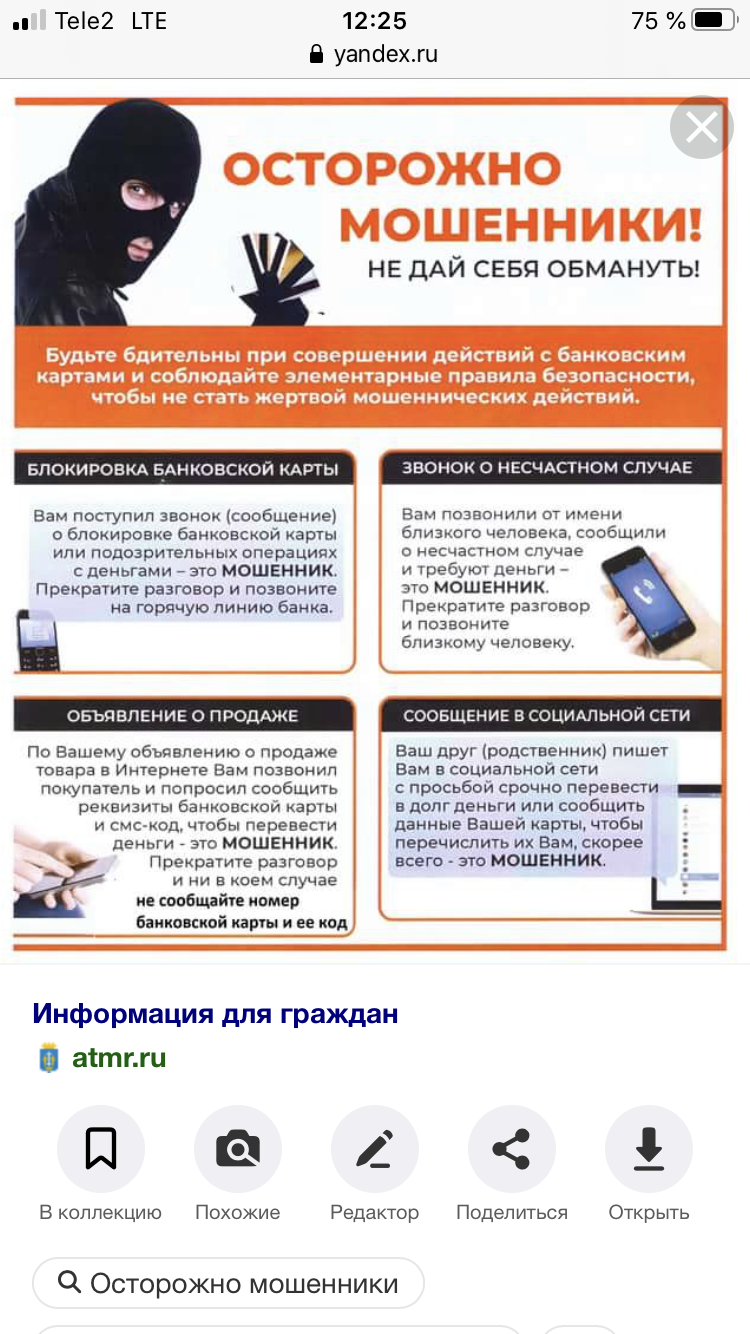 Tele2 LTE 12:25 75 %
yandex.ru
ОСТОРОЖНО
МОШЕННИКИ!
НЕ ДАЙ СЕБЯ ОБМАНУТЬ!
Будьте бдительны при совершении действий с банковским
картами и соблюдайте элементарные правила безопасности,
чтобы не стать жертвой мошеннических действий.
БЛОКИРОВКА БАНКОВСКОЙ КАРТЫ
Вам поступил звонок (сообщение)
о блокировке банковской карты
или подозрительных операциях
с деньгами – это МОШЕННИК.
Прекратите разговор и позвоните
на горячую линию банка.
ЗВОНОК О НЕСЧАСТНОМ СЛУЧАЕ
Вам позвонили от имени
близкого человека, сообщили
о несчастном случае
и требуют деньги –
это МОШЕННИК.
Прекратите разговор
и позвоните
близкому человеку.
ОБЪЯВЛЕНИЕ О ПРОДАЖЕ
По Вашему объявлению о продаже
товара в Интернете Вам позвонил
покупатель и попросил сообщить
реквизиты банковской карты
и смс-код, чтобы перевести
деньги - это МОШЕННИК.
Прекратите разговор
и ни в коем случае
не сообщайте номер
банковской карты и ее код
СООБЩЕНИЕ В СОЦИАЛЬНОЙ СЕТИ
Ваш друг (родственник) пишет
Вам в социальной сети
с просьбой срочно перевести
в долг деньги или сообщить
данные Вашей карты, чтобы
перечислить их Вам, скорее
всего - это МОШЕННИК.
Информация для граждан
atmr.ru
В коллекцию Похожие Редактор Поделиться Открыть
Осторожно мошенники